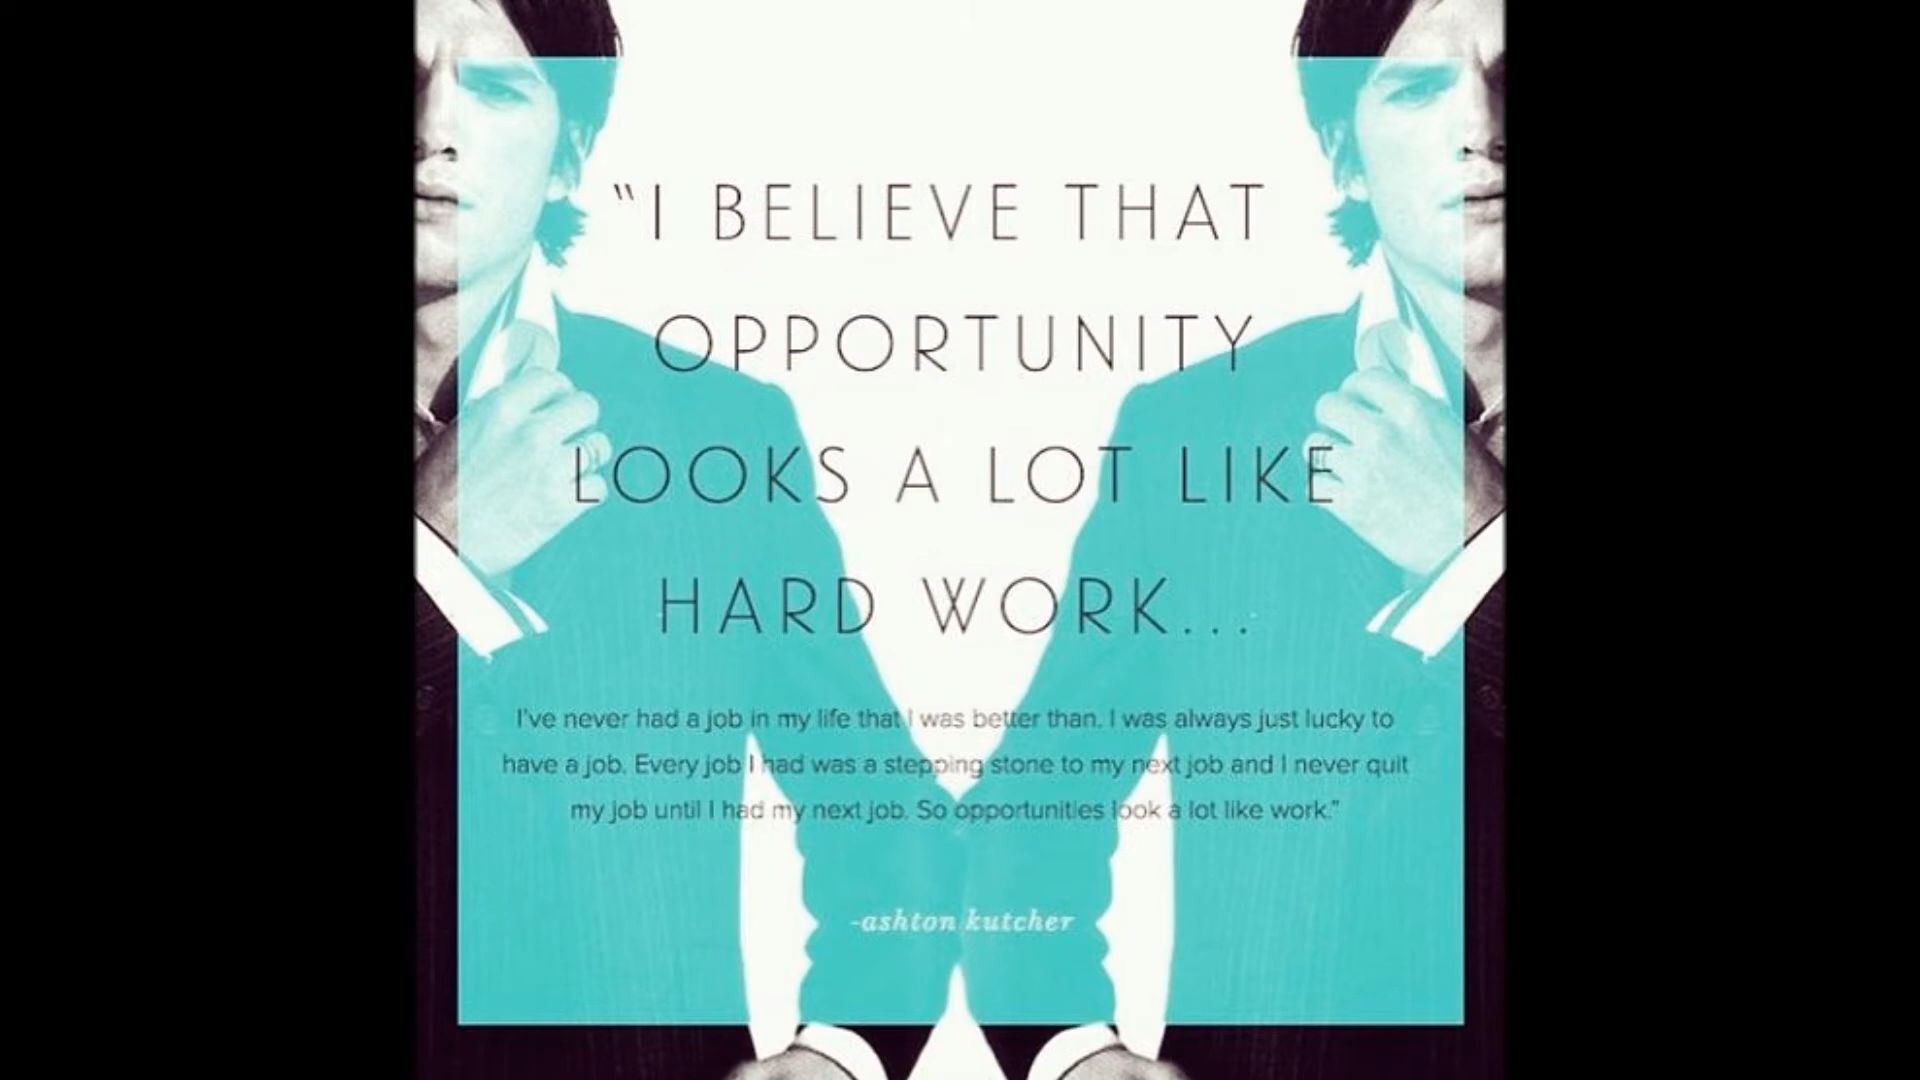 "I BELIEVE THAT
OPPORTUNITY
LOOKS A LOT LIKE
HARD WORK...
I've never had a job in my life that I was better than. I was always just lucky to
have a job. Every job I had was a stepping stone to my next job and I never quit
my job until I had my next job. So opportunities look a lot like work."
-ashton kutcher